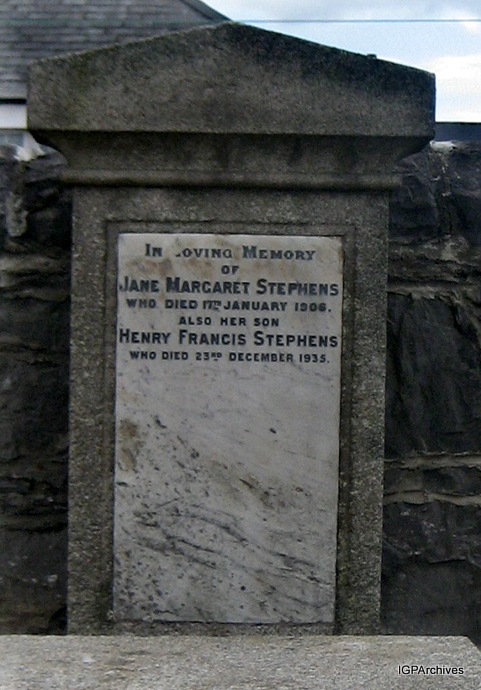 In Loving Memory
of
Jane Margaret Stephens
who died 17th January 1906.
also her son
Henry Francis Stephens
who died 23rd December 1935.
IGPArchives